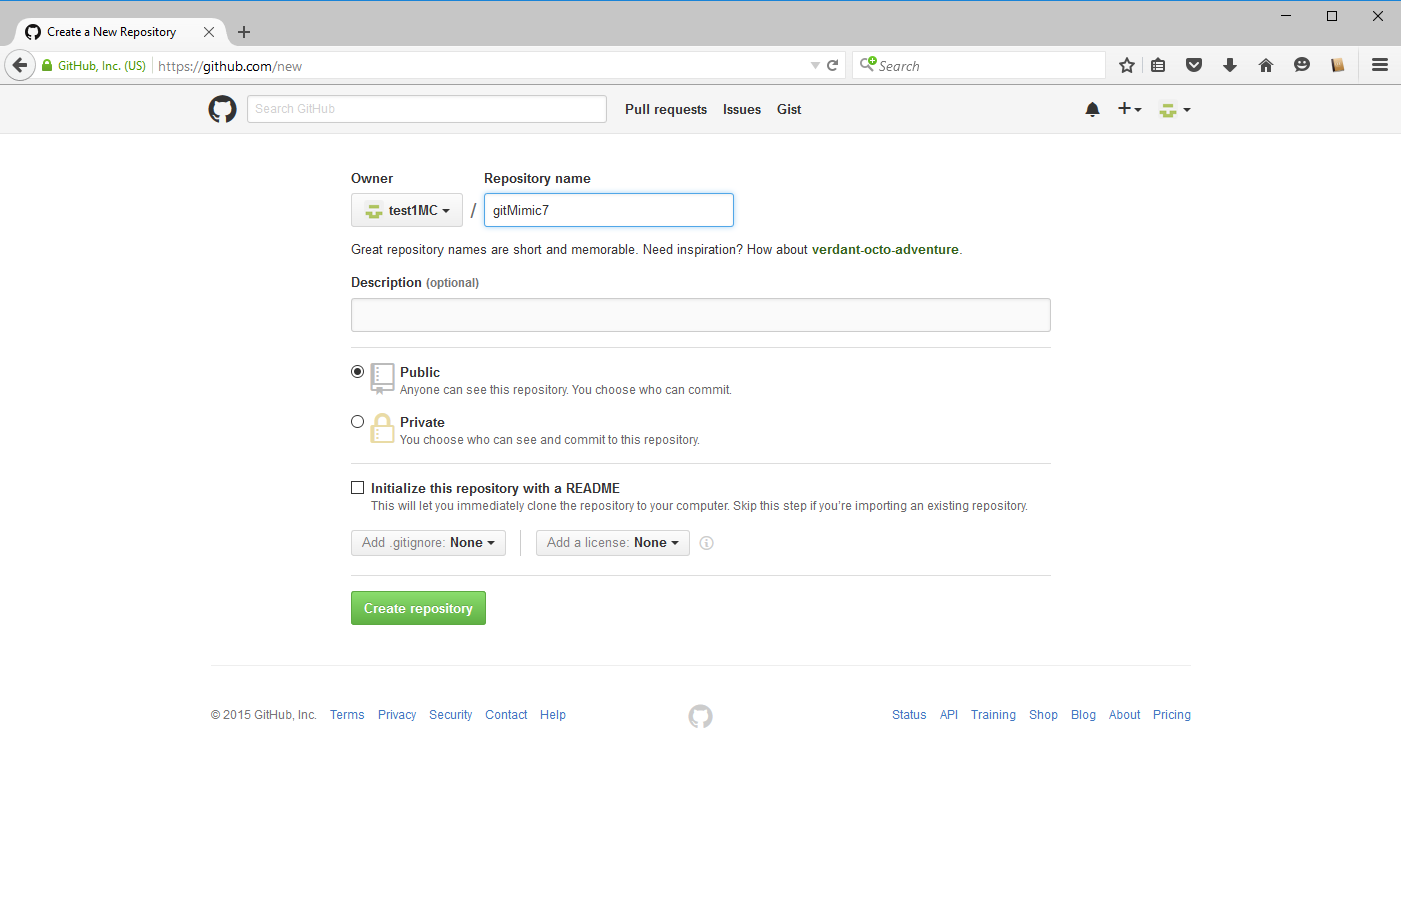 Create a New Repository
GitHub, Inc. (US) https://github.com/new Search
Search GitHub Pull requests Issues Gist
Owner Repository name
test1MC / gitMimic7
Great repository names are short and memorable. Need inspiration? How about verdant-octo-adventure.
Description (optional)
Public
Anyone can see this repository. You choose who can commit.
Private
You choose who can see and commit to this repository.
Initialize this repository with a README
This will let you immediately clone the repository to your computer. Skip this step if you’re importing an existing repository.
Add .gitignore: None Add a license: None
Create repository
© 2015 GitHub, Inc. Terms Privacy Security Contact Help Status API Training Shop Blog About Pricing